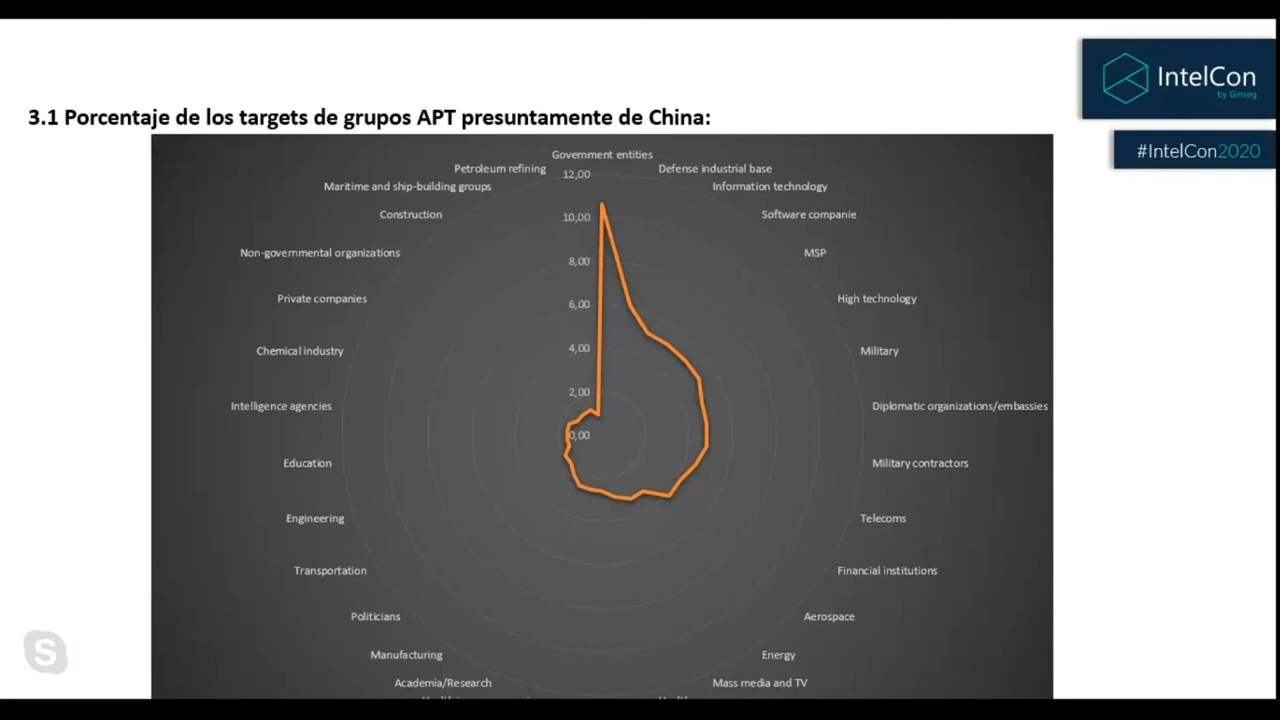 IntelCon
by Ginseg
#IntelCon2020
3.1 Porcentaje de los targets de grupos APT presuntamente de China:
Government entities
Petroleum refining
Defense industrial base
12,00
Maritime and ship-building groups
Information technology
Construction
10,00
Software companie
Non-governmental organizations
8,00
MSP
Private companies
6,00
High technology
Chemical industry
4,00
Military
2,00
Intelligence agencies
Diplomatic organizations/embassies
0,00
Education
Military contractors
Engineering
Telecoms
Transportation
Financial institutions
Politicians
Aerospace
Manufacturing
Energy
Academia/Research
Mass media and TV
S